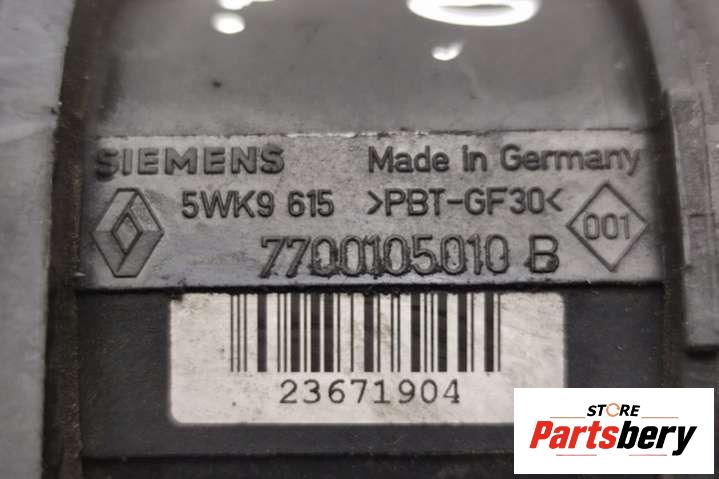 SIEMENS Made in Germany
5WK9 615 >PBT-GF30< 001
7700105010 B
23671904
STORE
Partsbery